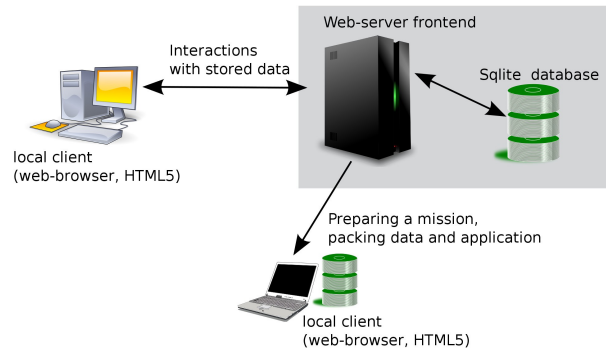 Web-server frontend
Interactions
with stored data
Sqlite database
local client
(web-browser, HTML5)
Preparing a mission,
packing data and application
local client
(web-browser, HTML5)